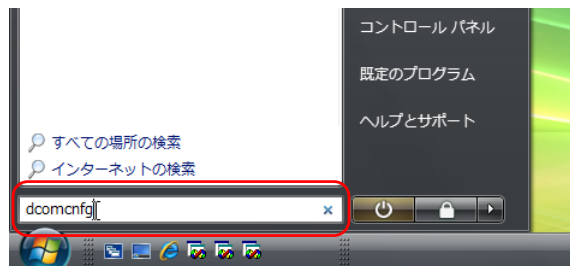 コントロール パネル
既定のプログラム
ヘルプとサポート
すべての場所の検索
インターネットの検索
dcomcnfg